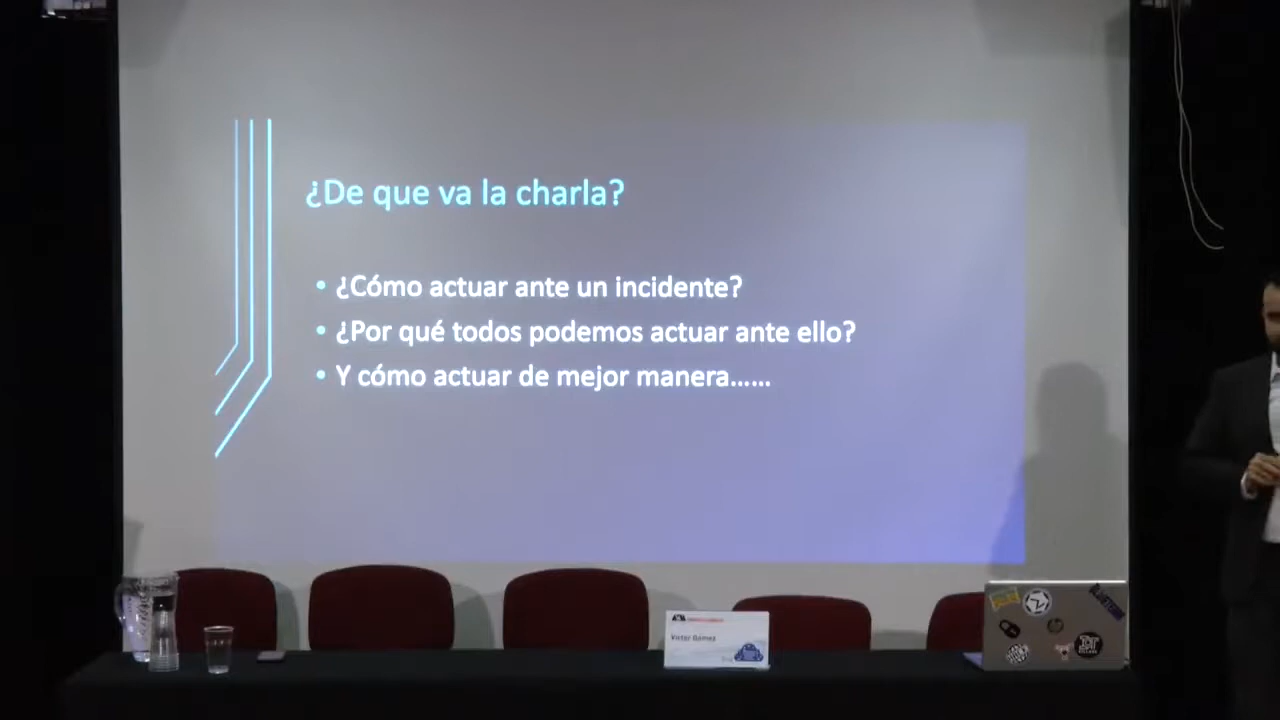 ¿De que va la charla?
• ¿Cómo actuar ante un incidente?
• ¿Por qué todos podemos actuar ante ello?
• Y cómo actuar de mejor manera......
Victor Gómez